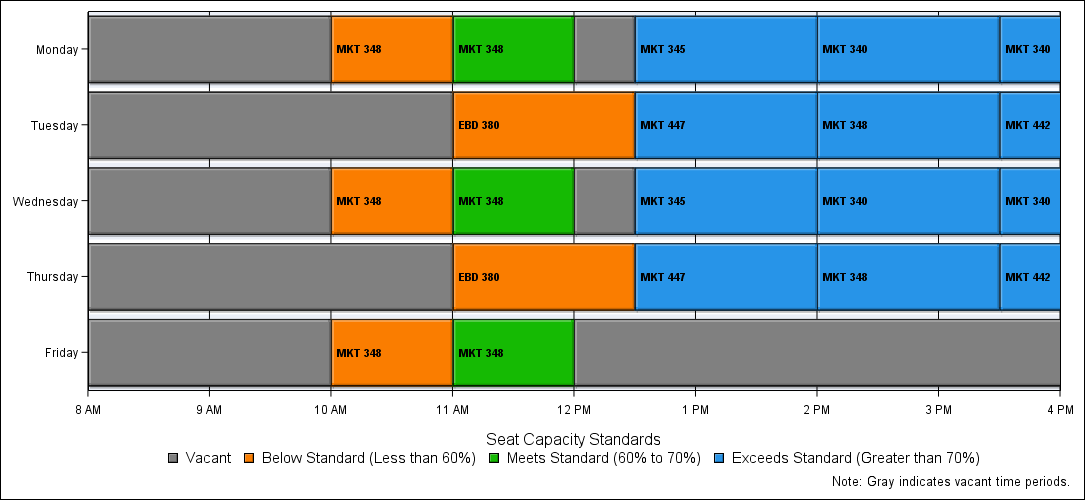 Monday MKT 348 MKT 348 MKT 345 MKT 340 MKT 340
Tuesday EBD 380 MKT 447 MKT 348 MKT 442
Wednesday MKT 348 MKT 348 MKT 345 MKT 340 MKT 340
Thursday EBD 380 MKT 447 MKT 348 MKT 442
Friday MKT 348 MKT 348
8 AM 9 AM 10 AM 11 AM 12 PM 1 PM 2 PM 3 PM 4 PM
Seat Capacity Standards
Vacant Below Standard (Less than 60%) Meets Standard (60% to 70%) Exceeds Standard (Greater than 70%)
Note: Gray indicates vacant time periods.